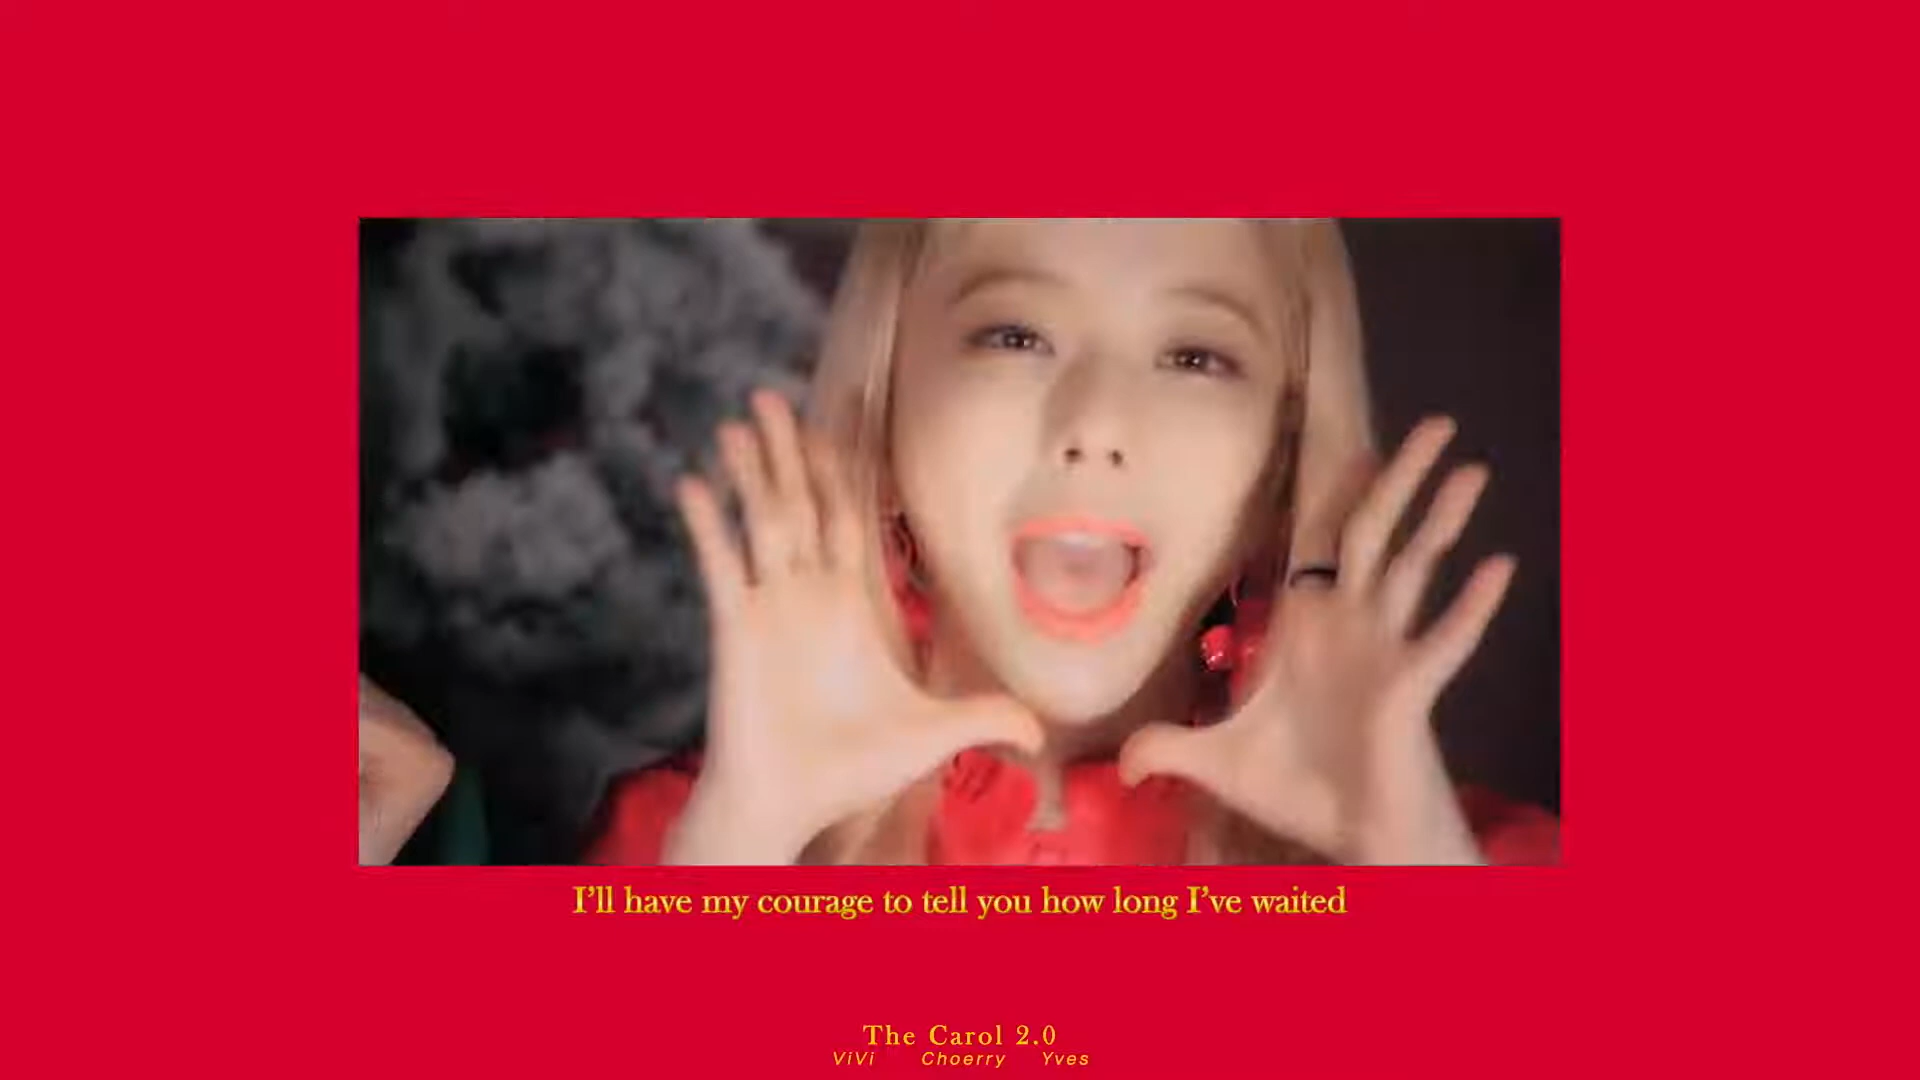 I’ll have my courage to tell you how long I’ve waited
The Carol 2.0
ViVi Choerry Yves